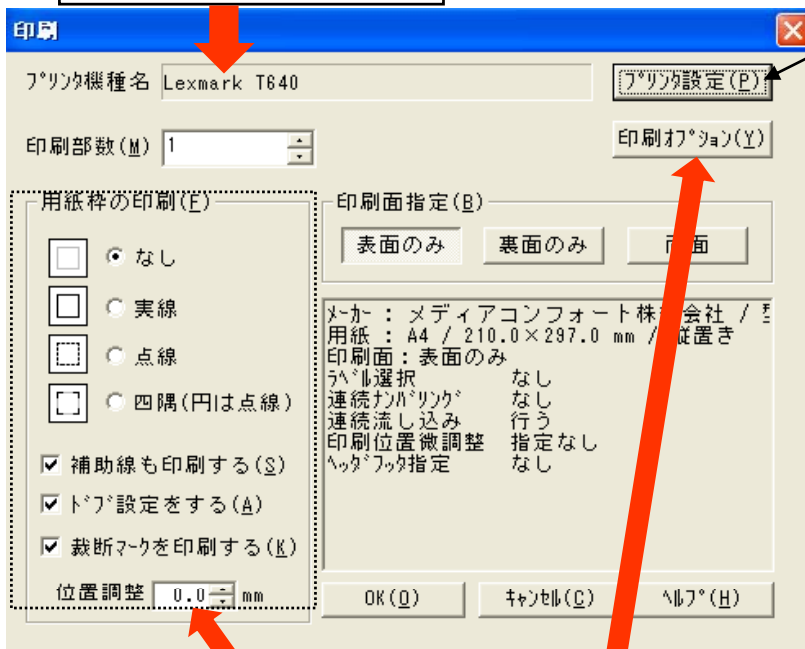 印刷
プリンタ機種名 Lexmark T640
プリンタ設定(P)
印刷部数(M) 1
印刷オプション(Y)
用紙枠の印刷(F)
なし
実線
点線
四隅(円は点線)
補助線も印刷する(S)
ドブ設定をする(A)
裁断マークを印刷する(K)
位置調整 0.0 mm
印刷面指定(B)
表面のみ 裏面のみ 面
メーカー : メディアコンフォート株 会社 /
用紙 : A4 / 210.0×297.0 mm / 置き
印刷面:表面のみ
ラベル選択 なし
連続ナンバリング なし
連続流し込み 行う
印刷位置微調整 指定なし
ヘッダフッタ指定 なし
OK(O) キャンセル(C) ヘルプ(H)